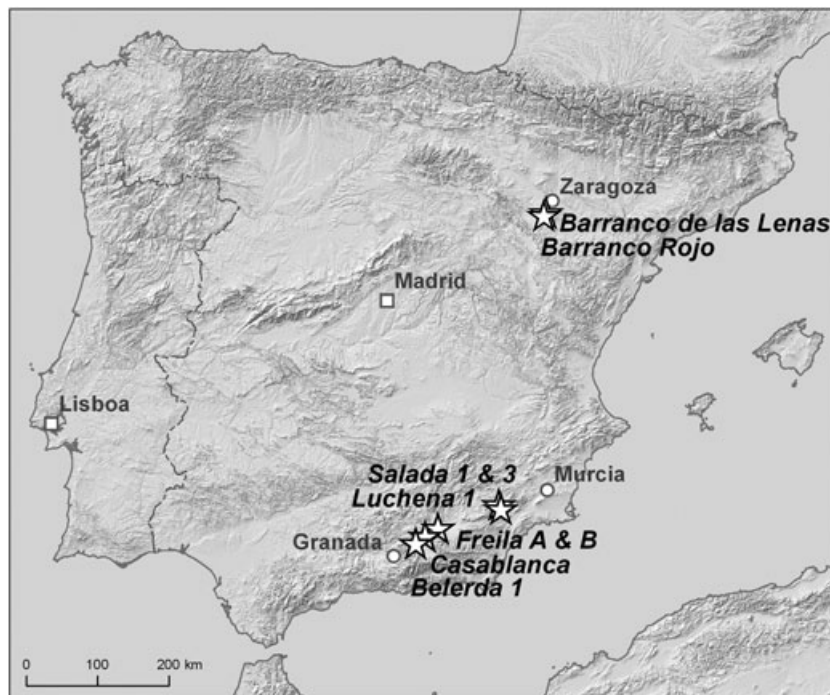 Zaragoza
Barranco de las Lenas
Barranco Rojo
Madrid
Lisboa
Salada 1 & 3
Murcia
Luchena 1
Granada
Freila A & B
Casablanca
Belerda 1
0 100 200 km